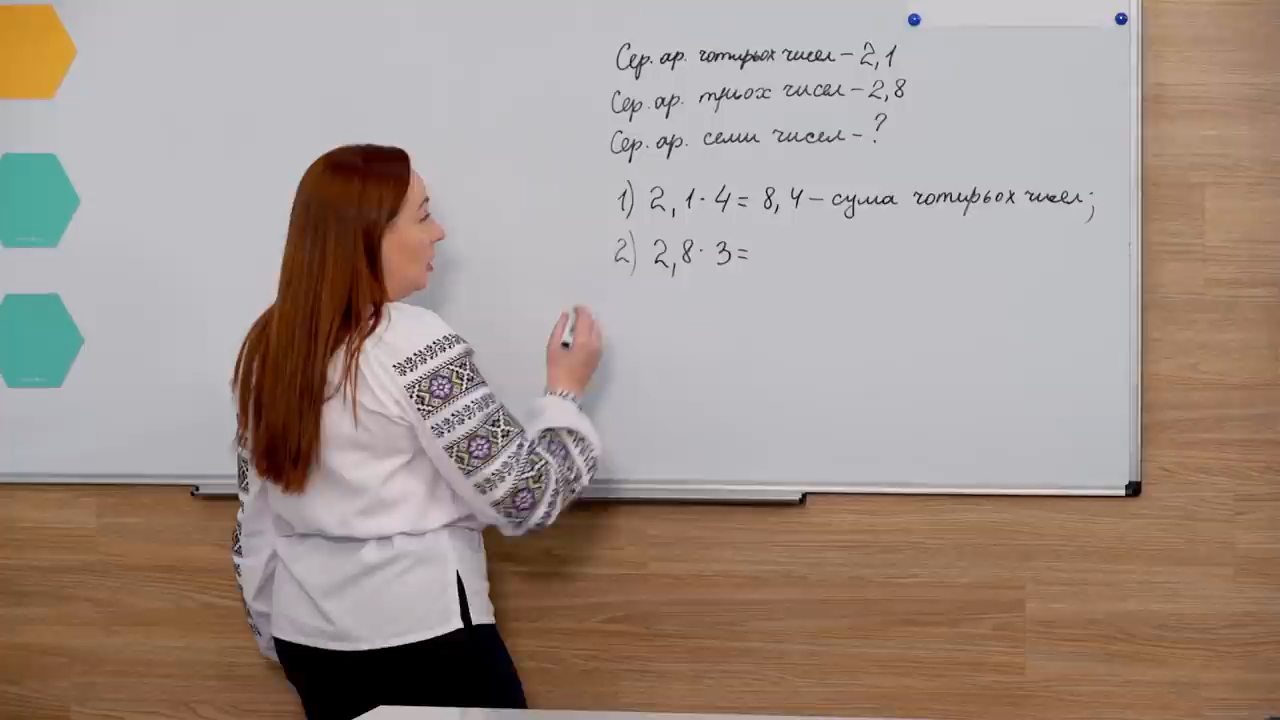 Сер. ар. чотирьох чисел – 2,1
Сер. ар. трьох чисел – 2,8
Сер. ар. семи чисел – ?
1) 2,1 · 4 = 8,4 – сума чотирьох чисел;
2) 2,8 · 3 =